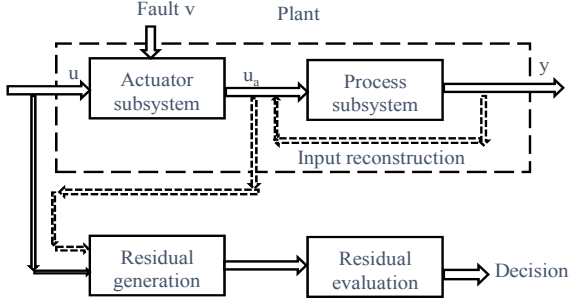 Fault v
Plant
u
Actuator
subsystem
uₐ
Process
subsystem
y
Input reconstruction
Residual
generation
Residual
evaluation
Decision